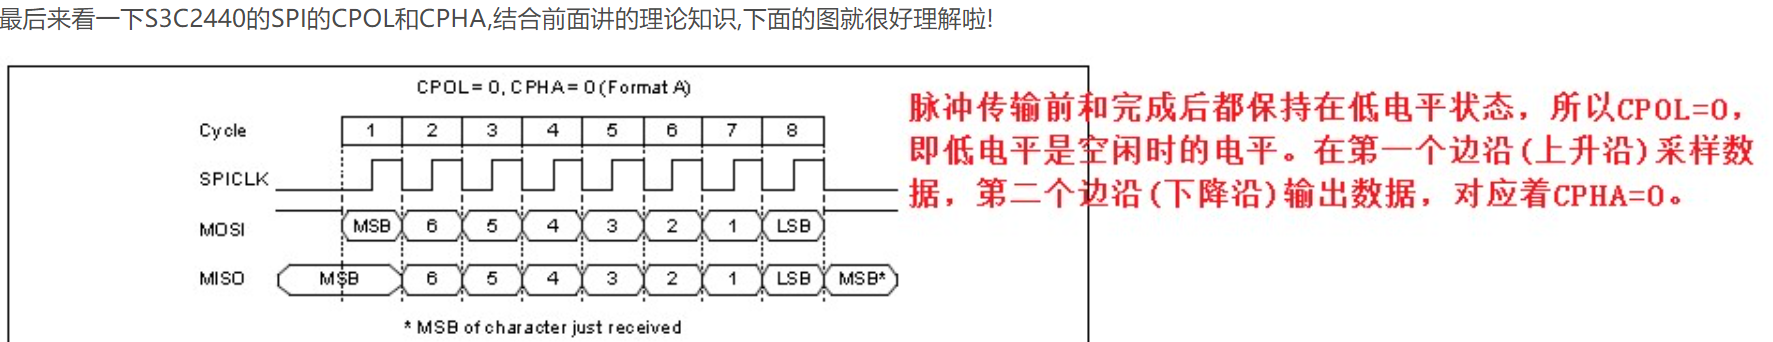 最后来看一下S3C2440的SPI的CPOL和CPHA,结合前面讲的理论知识,下面的图就很好理解啦!
CPOL= 0, CPHA= 0(Format A)
Cycle 1 2 3 4 5 6 7 8
SPICLK
MOSI MSB 6 5 4 3 2 1 LSB
MISO MSB 6 5 4 3 2 1 LSB MSB*
* MSB of character just received
脉冲传输前和完成后都保持在低电平状态，所以CPOL=0，
即低电平是空闲时的电平。在第一个边沿(上升沿)采样数
据，第二个边沿(下降沿)输出数据，对应着CPHA=0。